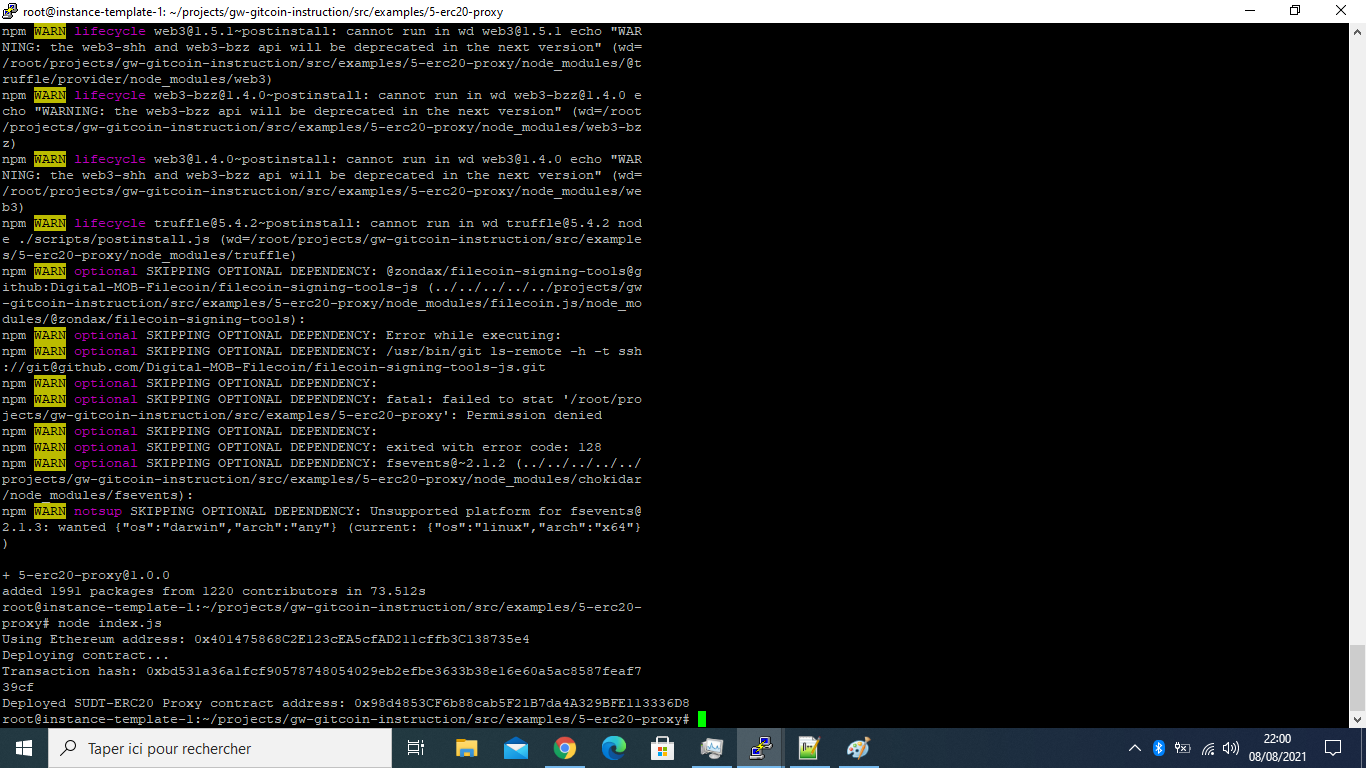 root@instance-template-1: ~/projects/gw-gitcoin-instruction/src/examples/5-erc20-proxy
npm WARN lifecycle web3@1.5.1~postinstall: cannot run in wd web3@1.5.1 echo "WAR
NING: the web3-shh and web3-bzz api will be deprecated in the next version" (wd=
/root/projects/gw-gitcoin-instruction/src/examples/5-erc20-proxy/node_modules/@t
ruffle/provider/node_modules/web3)
npm WARN lifecycle web3-bzz@1.4.0~postinstall: cannot run in wd web3-bzz@1.4.0 e
cho "WARNING: the web3-bzz api will be deprecated in the next version" (wd=/root
/projects/gw-gitcoin-instruction/src/examples/5-erc20-proxy/node_modules/web3-bz
z)
npm WARN lifecycle web3@1.4.0~postinstall: cannot run in wd web3@1.4.0 echo "WAR
NING: the web3-shh and web3-bzz api will be deprecated in the next version" (wd=
/root/projects/gw-gitcoin-instruction/src/examples/5-erc20-proxy/node_modules/we
b3)
npm WARN lifecycle truffle@5.4.2~postinstall: cannot run in wd truffle@5.4.2 nod
e ./scripts/postinstall.js (wd=/root/projects/gw-gitcoin-instruction/src/example
s/5-erc20-proxy/node_modules/truffle)
npm WARN optional SKIPPING OPTIONAL DEPENDENCY: @zondax/filecoin-signing-tools@g
ithub:Digital-MOB-Filecoin/filecoin-signing-tools-js (../../../../../projects/gw
-gitcoin-instruction/src/examples/5-erc20-proxy/node_modules/filecoin.js/node_mo
dules/@zondax/filecoin-signing-tools):
npm WARN optional SKIPPING OPTIONAL DEPENDENCY: Error while executing:
npm WARN optional SKIPPING OPTIONAL DEPENDENCY: /usr/bin/git ls-remote -h -t ssh
://git@github.com/Digital-MOB-Filecoin/filecoin-signing-tools-js.git
npm WARN optional SKIPPING OPTIONAL DEPENDENCY:
npm WARN optional SKIPPING OPTIONAL DEPENDENCY: fatal: failed to stat '/root/pro
jects/gw-gitcoin-instruction/src/examples/5-erc20-proxy': Permission denied
npm WARN optional SKIPPING OPTIONAL DEPENDENCY:
npm WARN optional SKIPPING OPTIONAL DEPENDENCY: exited with error code: 128
npm WARN optional SKIPPING OPTIONAL DEPENDENCY: fsevents@~2.1.2 (../../../../../
projects/gw-gitcoin-instruction/src/examples/5-erc20-proxy/node_modules/chokidar
/node_modules/fsevents):
npm WARN notsup SKIPPING OPTIONAL DEPENDENCY: Unsupported platform for fsevents@
2.1.3: wanted {"os":"darwin","arch":"any"} (current: {"os":"linux","arch":"x64"}
)
+ 5-erc20-proxy@1.0.0
added 1991 packages from 1220 contributors in 73.512s
root@instance-template-1:~/projects/gw-gitcoin-instruction/src/examples/5-erc20-
proxy# node index.js
Using Ethereum address: 0x401475868C2E123cEA5cfAD211cffb3C138735e4
Deploying contract...
Transaction hash: 0xbd531a36a1fcf90578748054029eb2efbe3633b38e16e60a5ac8587feaf7
39cf
Deployed SUDT-ERC20 Proxy contract address: 0x98d4853CF6b88cab5F21B7da4A329BFE113336D8
root@instance-template-1:~/projects/gw-gitcoin-instruction/src/examples/5-erc20-proxy#
Taper ici pour rechercher
22:00
08/08/2021